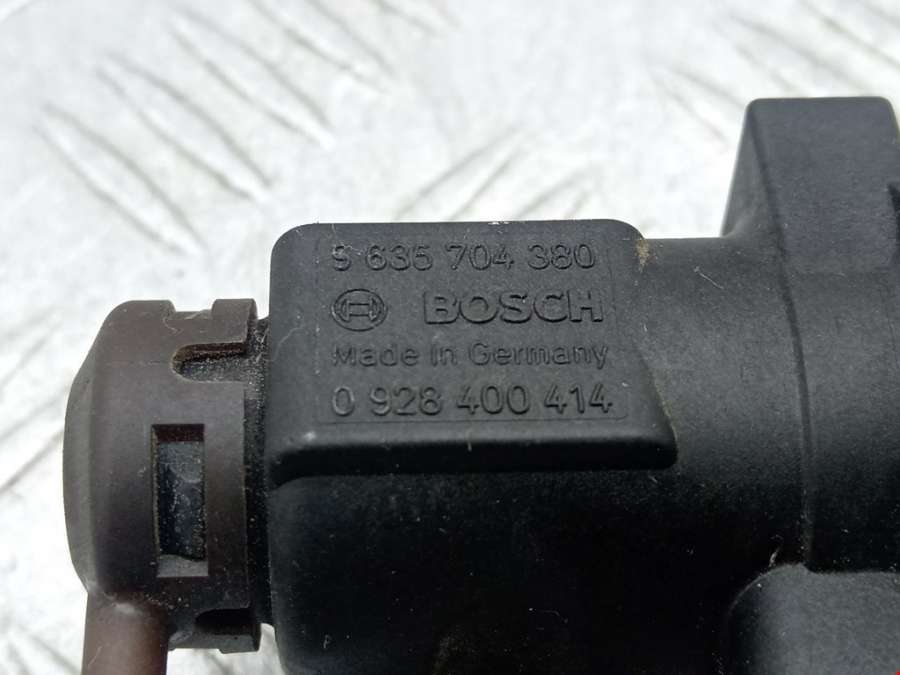 9 635 704 380
BOSCH
Made in Germany
0 928 400 414